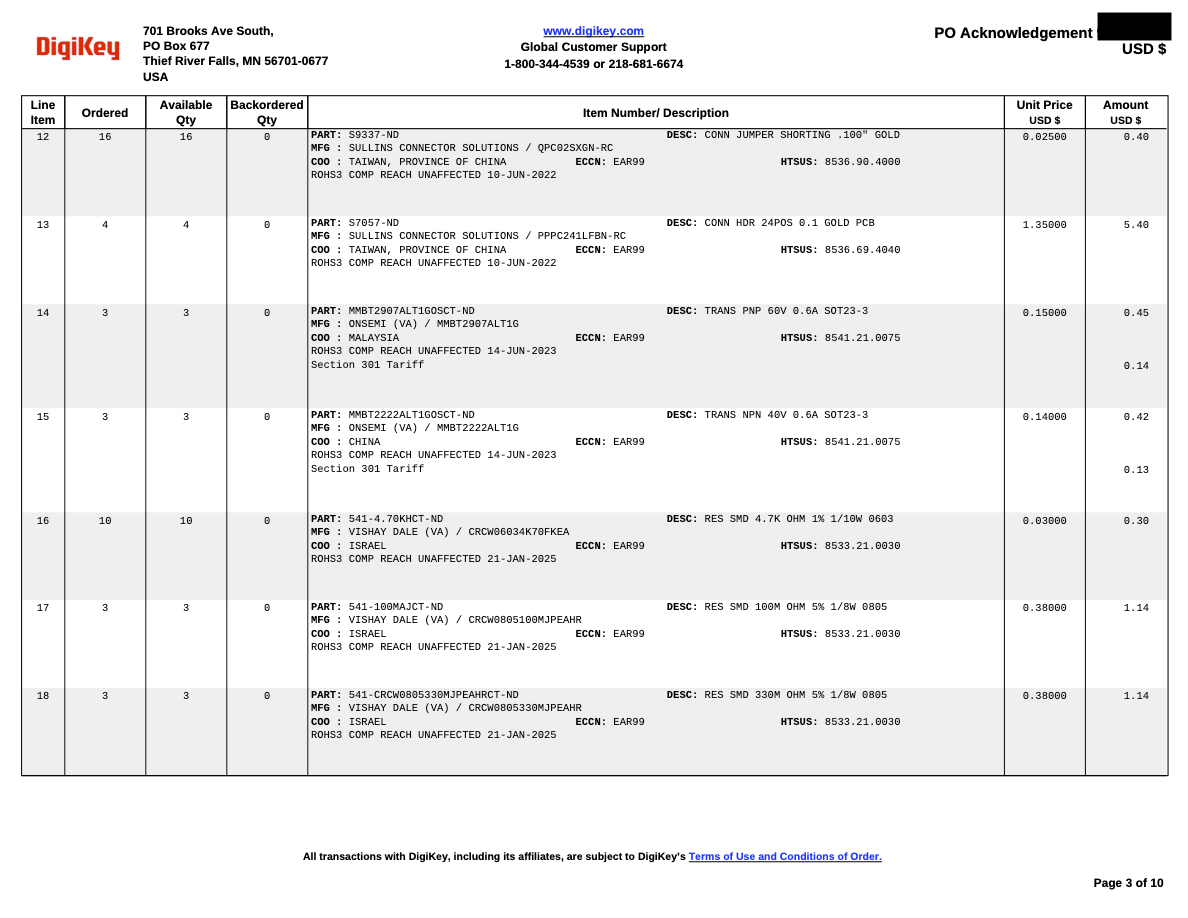 DigiKey
701 Brooks Ave South,
PO Box 677
Thief River Falls, MN 56701-0677
USA
www.digikey.com
Global Customer Support
1-800-344-4539 or 218-681-6674
PO Acknowledgement
USD $
Line Item Ordered Available Qty Backordered Qty Item Number/ Description Unit Price USD $ Amount USD $
12 16 16 0 PART: S9337-ND DESC: CONN JUMPER SHORTING .100" GOLD 0.02500 0.40
MFG : SULLINS CONNECTOR SOLUTIONS / QPC02SXGN-RC
COO : TAIWAN, PROVINCE OF CHINA ECCN: EAR99 HTSUS: 8536.90.4000
ROHS3 COMP REACH UNAFFECTED 10-JUN-2022
13 4 4 0 PART: S7057-ND DESC: CONN HDR 24POS 0.1 GOLD PCB 1.35000 5.40
MFG : SULLINS CONNECTOR SOLUTIONS / PPPC241LFBN-RC
COO : TAIWAN, PROVINCE OF CHINA ECCN: EAR99 HTSUS: 8536.69.4040
ROHS3 COMP REACH UNAFFECTED 10-JUN-2022
14 3 3 0 PART: MMBT2907ALT1GOSCT-ND DESC: TRANS PNP 60V 0.6A SOT23-3 0.15000 0.45
MFG : ONSEMI (VA) / MMBT2907ALT1G
COO : MALAYSIA ECCN: EAR99 HTSUS: 8541.21.0075
ROHS3 COMP REACH UNAFFECTED 14-JUN-2023
Section 301 Tariff 0.14
15 3 3 0 PART: MMBT2222ALT1GOSCT-ND DESC: TRANS NPN 40V 0.6A SOT23-3 0.14000 0.42
MFG : ONSEMI (VA) / MMBT2222ALT1G
COO : CHINA ECCN: EAR99 HTSUS: 8541.21.0075
ROHS3 COMP REACH UNAFFECTED 14-JUN-2023
Section 301 Tariff 0.13
16 10 10 0 PART: 541-4.70KHCT-ND DESC: RES SMD 4.7K OHM 1% 1/10W 0603 0.03000 0.30
MFG : VISHAY DALE (VA) / CRCW06034K70FKEA
COO : ISRAEL ECCN: EAR99 HTSUS: 8533.21.0030
ROHS3 COMP REACH UNAFFECTED 21-JAN-2025
17 3 3 0 PART: 541-100MAJCT-ND DESC: RES SMD 100M OHM 5% 1/8W 0805 0.38000 1.14
MFG : VISHAY DALE (VA) / CRCW0805100MJPEAHR
COO : ISRAEL ECCN: EAR99 HTSUS: 8533.21.0030
ROHS3 COMP REACH UNAFFECTED 21-JAN-2025
18 3 3 0 PART: 541-CRCW0805330MJPEAHRCT-ND DESC: RES SMD 330M OHM 5% 1/8W 0805 0.38000 1.14
MFG : VISHAY DALE (VA) / CRCW0805330MJPEAHR
COO : ISRAEL ECCN: EAR99 HTSUS: 8533.21.0030
ROHS3 COMP REACH UNAFFECTED 21-JAN-2025
All transactions with DigiKey, including its affiliates, are subject to DigiKey's Terms of Use and Conditions of Order.
Page 3 of 10